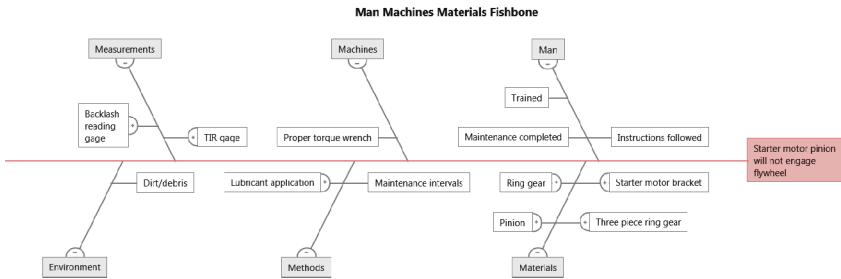 Man Machines Materials Fishbone
Measurements
Machines
Man
Trained
Backlash
reading
gage
TIR gage
Proper torque wrench
Maintenance completed
Instructions followed
Starter motor pinion
will not engage
flywheel
Dirt/debris
Lubricant application
Maintenance intervals
Ring gear
Starter motor bracket
Pinion
Three piece ring gear
Environment
Methods
Materials